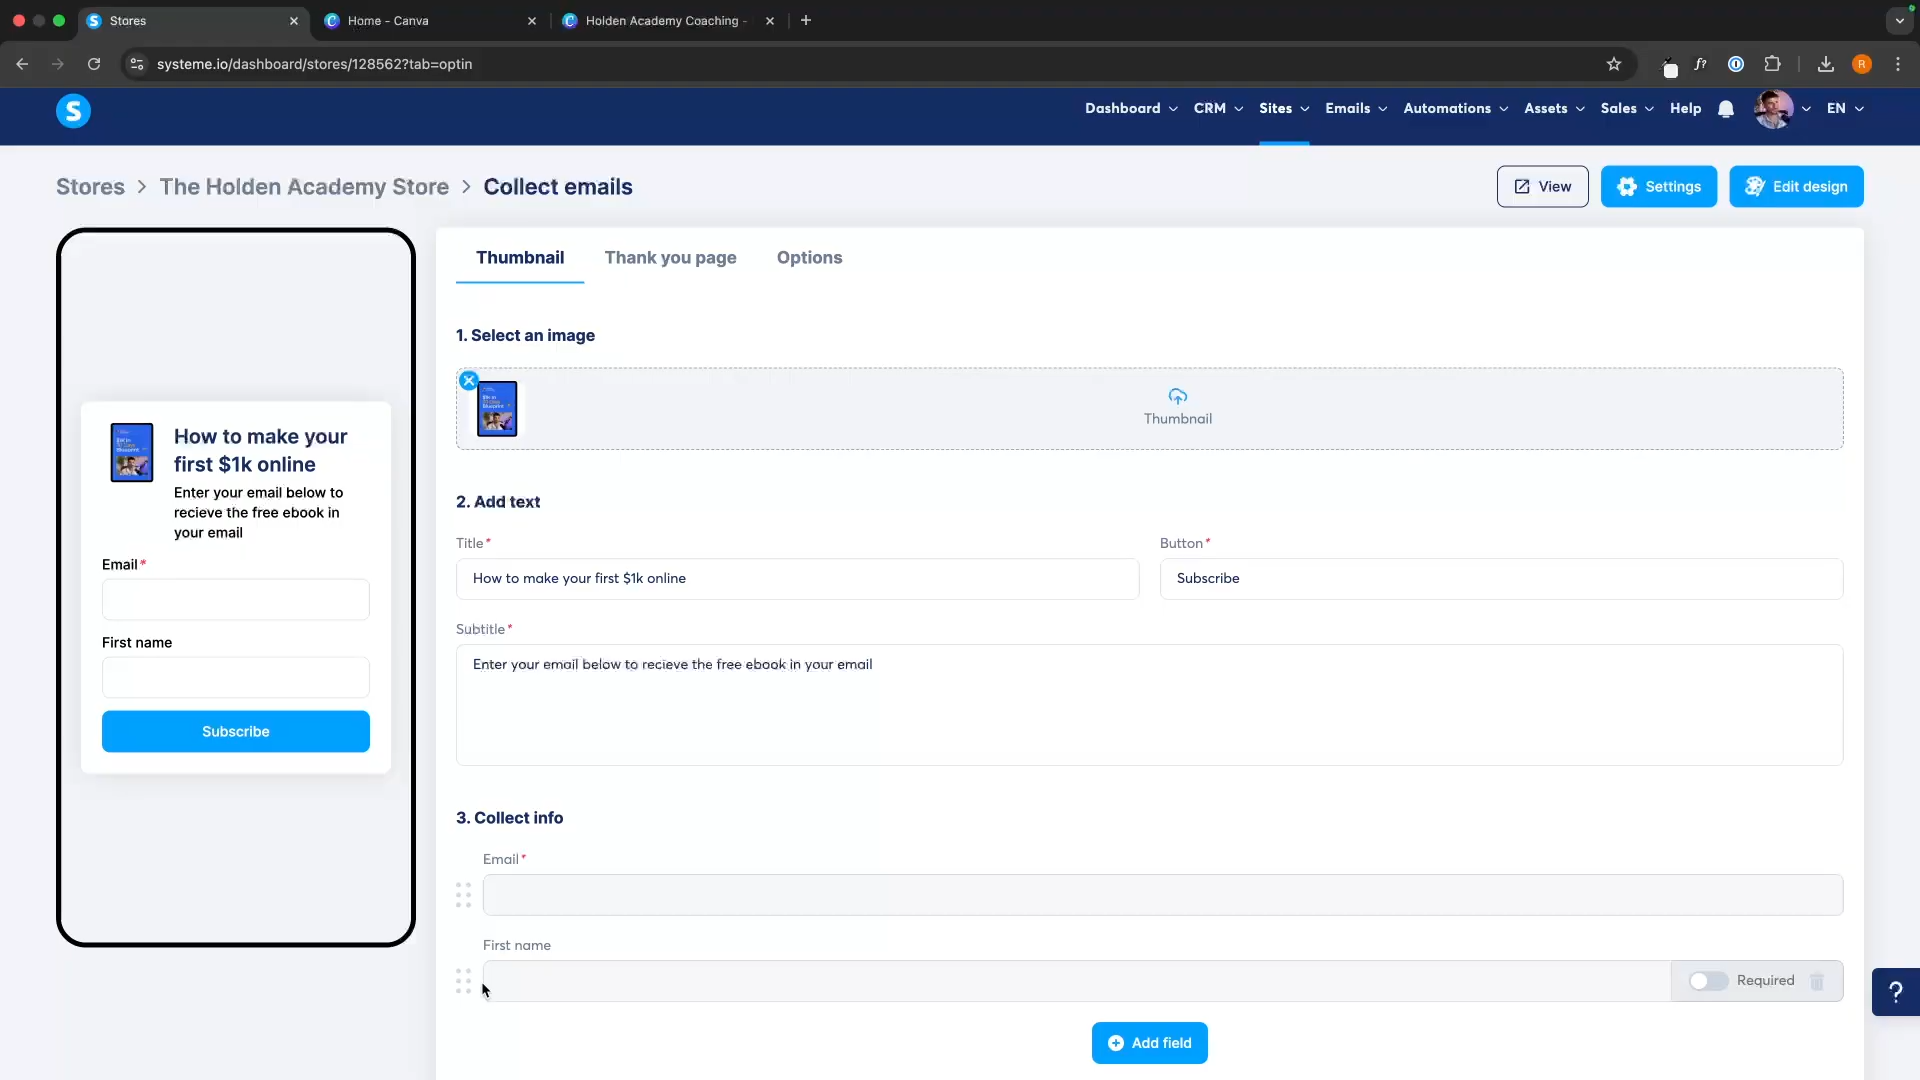 Stores
Home - Canva
Holden Academy Coaching -
systeme.io/dashboard/stores/128562?tab=optin
f?
R
S
Dashboard
CRM
Sites
Emails
Automations
Assets
Sales
Help
EN
Stores > The Holden Academy Store > Collect emails
View
Settings
Edit design
Thumbnail
Thank you page
Options
1. Select an image
Thumbnail
How to make your
first $1k online
Enter your email below to
recieve the free ebook in
your email
Email*
First name
Subscribe
2. Add text
Title*
Button*
How to make your first $1k online
Subscribe
Subtitle*
Enter your email below to recieve the free ebook in your email
3. Collect info
Email*
First name
Required
Add field
?